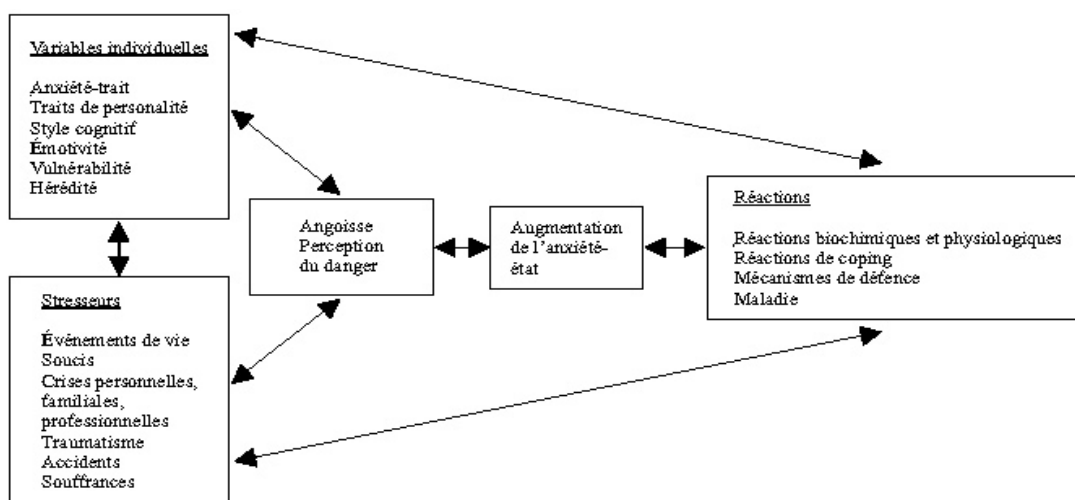 Variables individuelles
Anxiété-trait
Traits de personalité
Style cognitif
Émotivité
Vulnérabilité
Hérédité
Angoisse
Perception
du danger
Augmentation
de l'anxiété-
état
Réactions
Réactions biochimiques et physiologiques
Réactions de coping
Mécanismes de défence
Maladie
Stresseurs
Événements de vie
Soucis
Crises personnelles,
familiales,
professionnelles
Traumatisme
Accidents
Souffrances